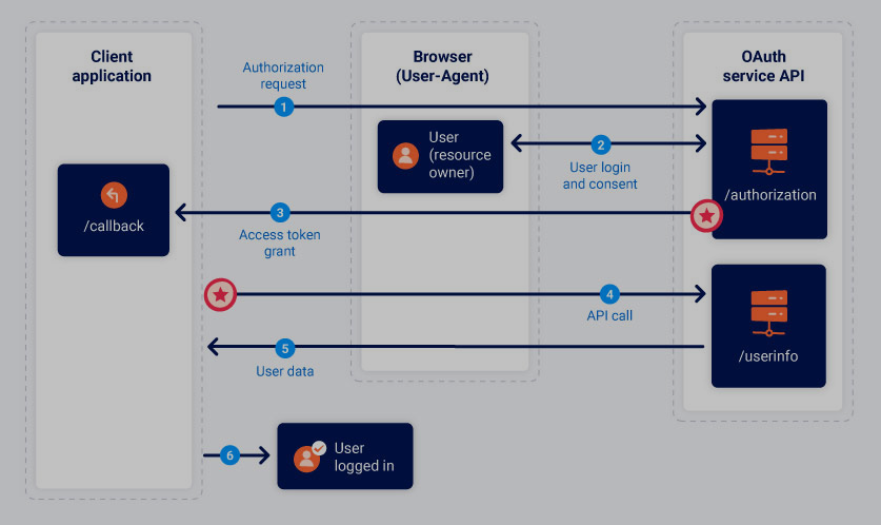 Client
application
Browser
(User-Agent)
OAuth
service API
Authorization
request
1
User
(resource
owner)
2
User login
and consent
/authorization
/callback
3
Access token
grant
4
API call
/userinfo
5
User data
6
User
logged in